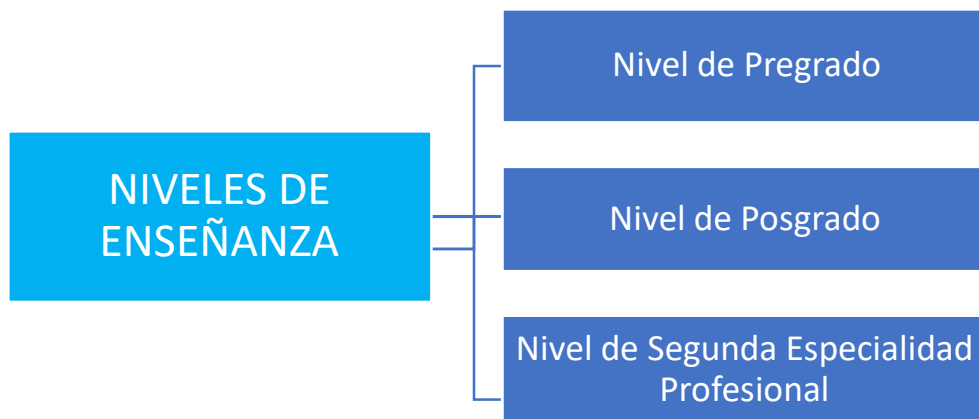 NIVELES DE
ENSEÑANZA
Nivel de Pregrado
Nivel de Posgrado
Nivel de Segunda Especialidad
Profesional